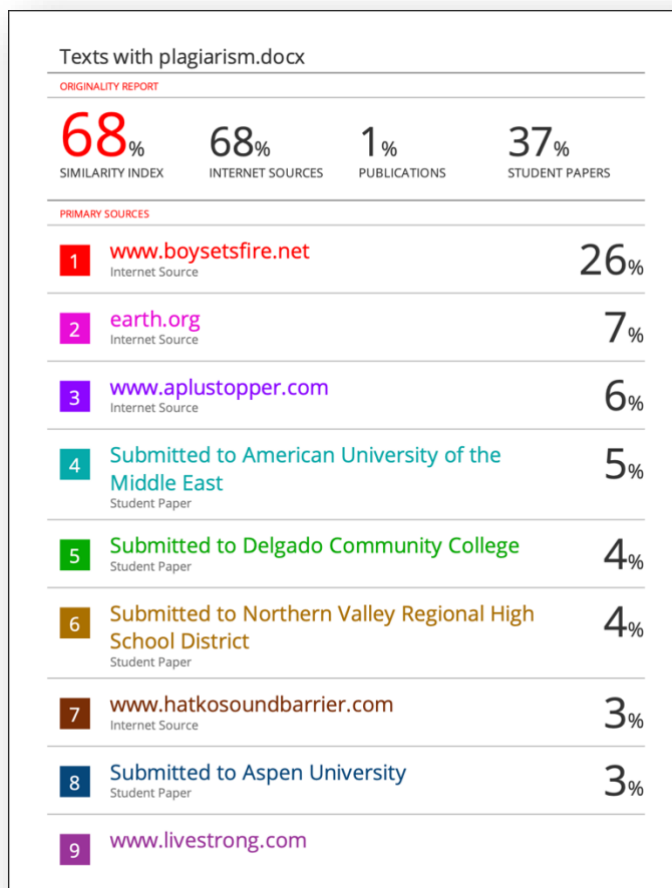 Texts with plagiarism.docx
ORIGINALITY REPORT
68%
68%
1%
37%
SIMILARITY INDEX
INTERNET SOURCES
PUBLICATIONS
STUDENT PAPERS
PRIMARY SOURCES
1
www.boysetsfire.net
Internet Source
26%
2
earth.org
Internet Source
7%
3
www.aplustopper.com
Internet Source
6%
4
Submitted to American University of the
Middle East
Student Paper
5%
5
Submitted to Delgado Community College
Student Paper
4%
6
Submitted to Northern Valley Regional High
School District
Student Paper
4%
7
www.hatkosoundbarrier.com
Internet Source
3%
8
Submitted to Aspen University
Student Paper
3%
9
www.livestrong.com